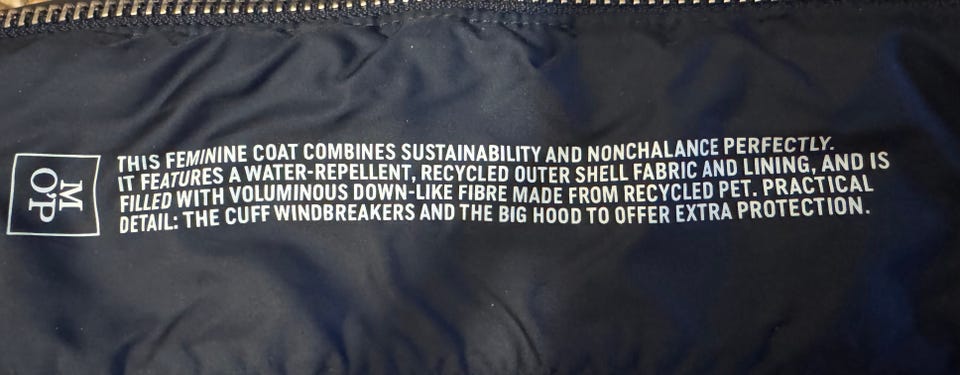 M
O'P
THIS FEMININE COAT COMBINES SUSTAINABILITY AND NONCHALANCE PERFECTLY.
IT FEATURES A WATER-REPELLENT, RECYCLED OUTER SHELL FABRIC AND LINING, AND IS
FILLED WITH VOLUMINOUS DOWN-LIKE FIBRE MADE FROM RECYCLED PET. PRACTICAL
DETAIL: THE CUFF WINDBREAKERS AND THE BIG HOOD TO OFFER EXTRA PROTECTION.